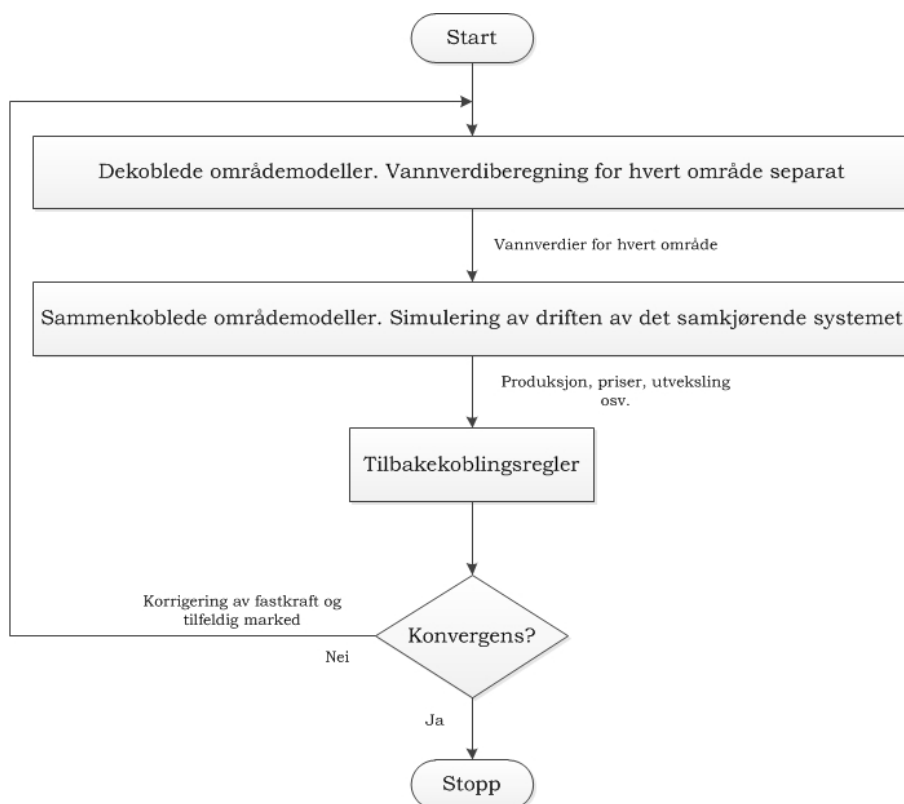 Start
Dekoblede områdemodeller. Vannverdiberegning for hvert område separat
Vannverdier for hvert område
Sammenkoblede områdemodeller. Simulering av driften av det samkjørende systemet
Produksjon, priser, utveksling
osv.
Tilbakekoblingsregler
Korrigering av fastkraft og
tilfeldig marked
Konvergens?
Nei
Ja
Stopp